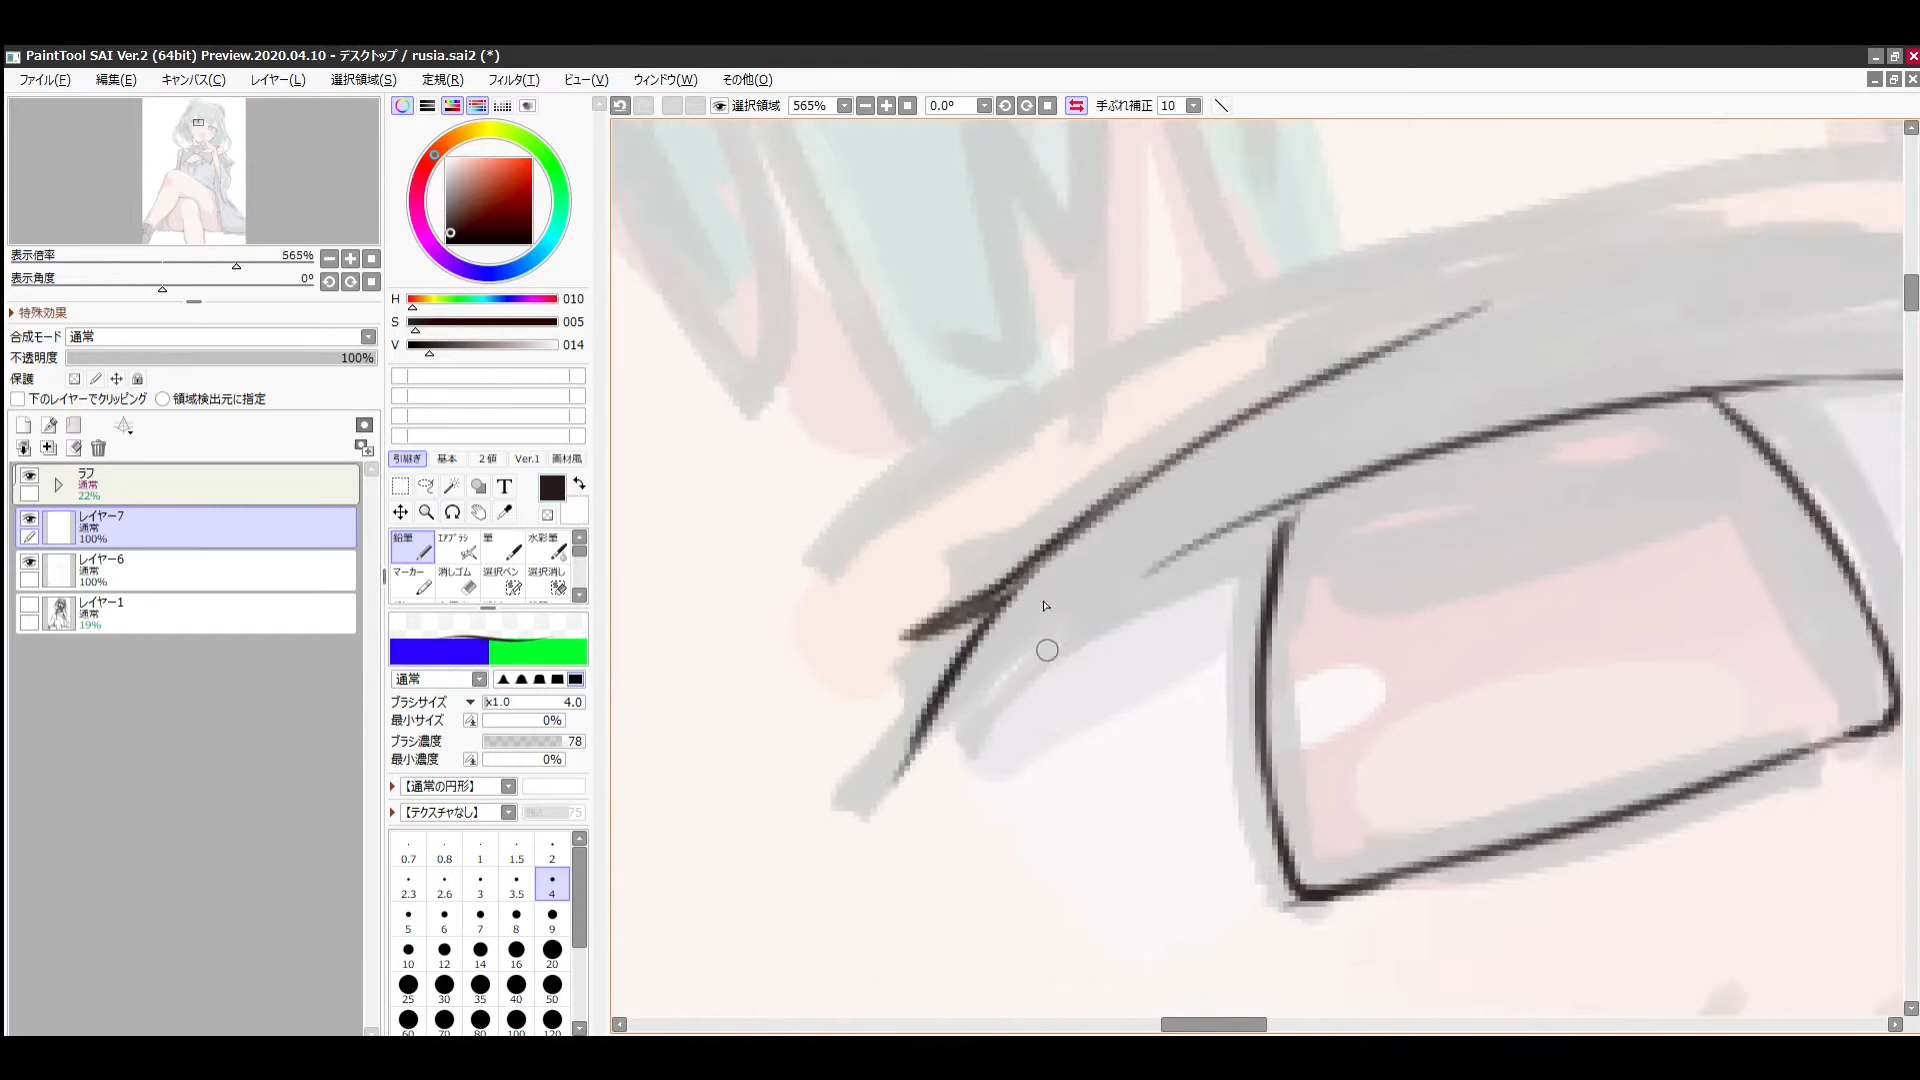 PaintTool SAI Ver.2 (64bit) Preview.2020.04.10 - デスクトップ / rusia.sai2 (*)
ファイル(F) 編集(E) キャンバス(C) レイヤー(L) 選択領域(S) 定規(R) フィルタ(T) ビュー(V) ウィンドウ(W) その他(O)
選択領域 565% 0.0° 手ぶれ補正 10
表示倍率 565%
表示角度 0°
特殊効果
合成モード 通常
不透明度 100%
保護
下のレイヤーでクリッピング 領域検出元に指定
ラフ
通常
22%
レイヤー7
通常
100%
レイヤー6
通常
100%
レイヤー1
通常
19%
H 010
S 005
V 014
引継ぎ 基本 2値 Ver.1 画材風
T
鉛筆 エアブラシ 筆 水彩筆
マーカー 消しゴム 選択ペン 選択消し
通常
ブラシサイズ x1.0 4.0
最小サイズ 0%
ブラシ濃度 78
最小濃度 0%
【通常の円形】
【テクスチャなし】 75
0.7 0.8 1 1.5 2
2.3 2.6 3 3.5 4
5 6 7 8 9
10 12 14 16 20
25 30 35 40 50
60 70 80 100 120